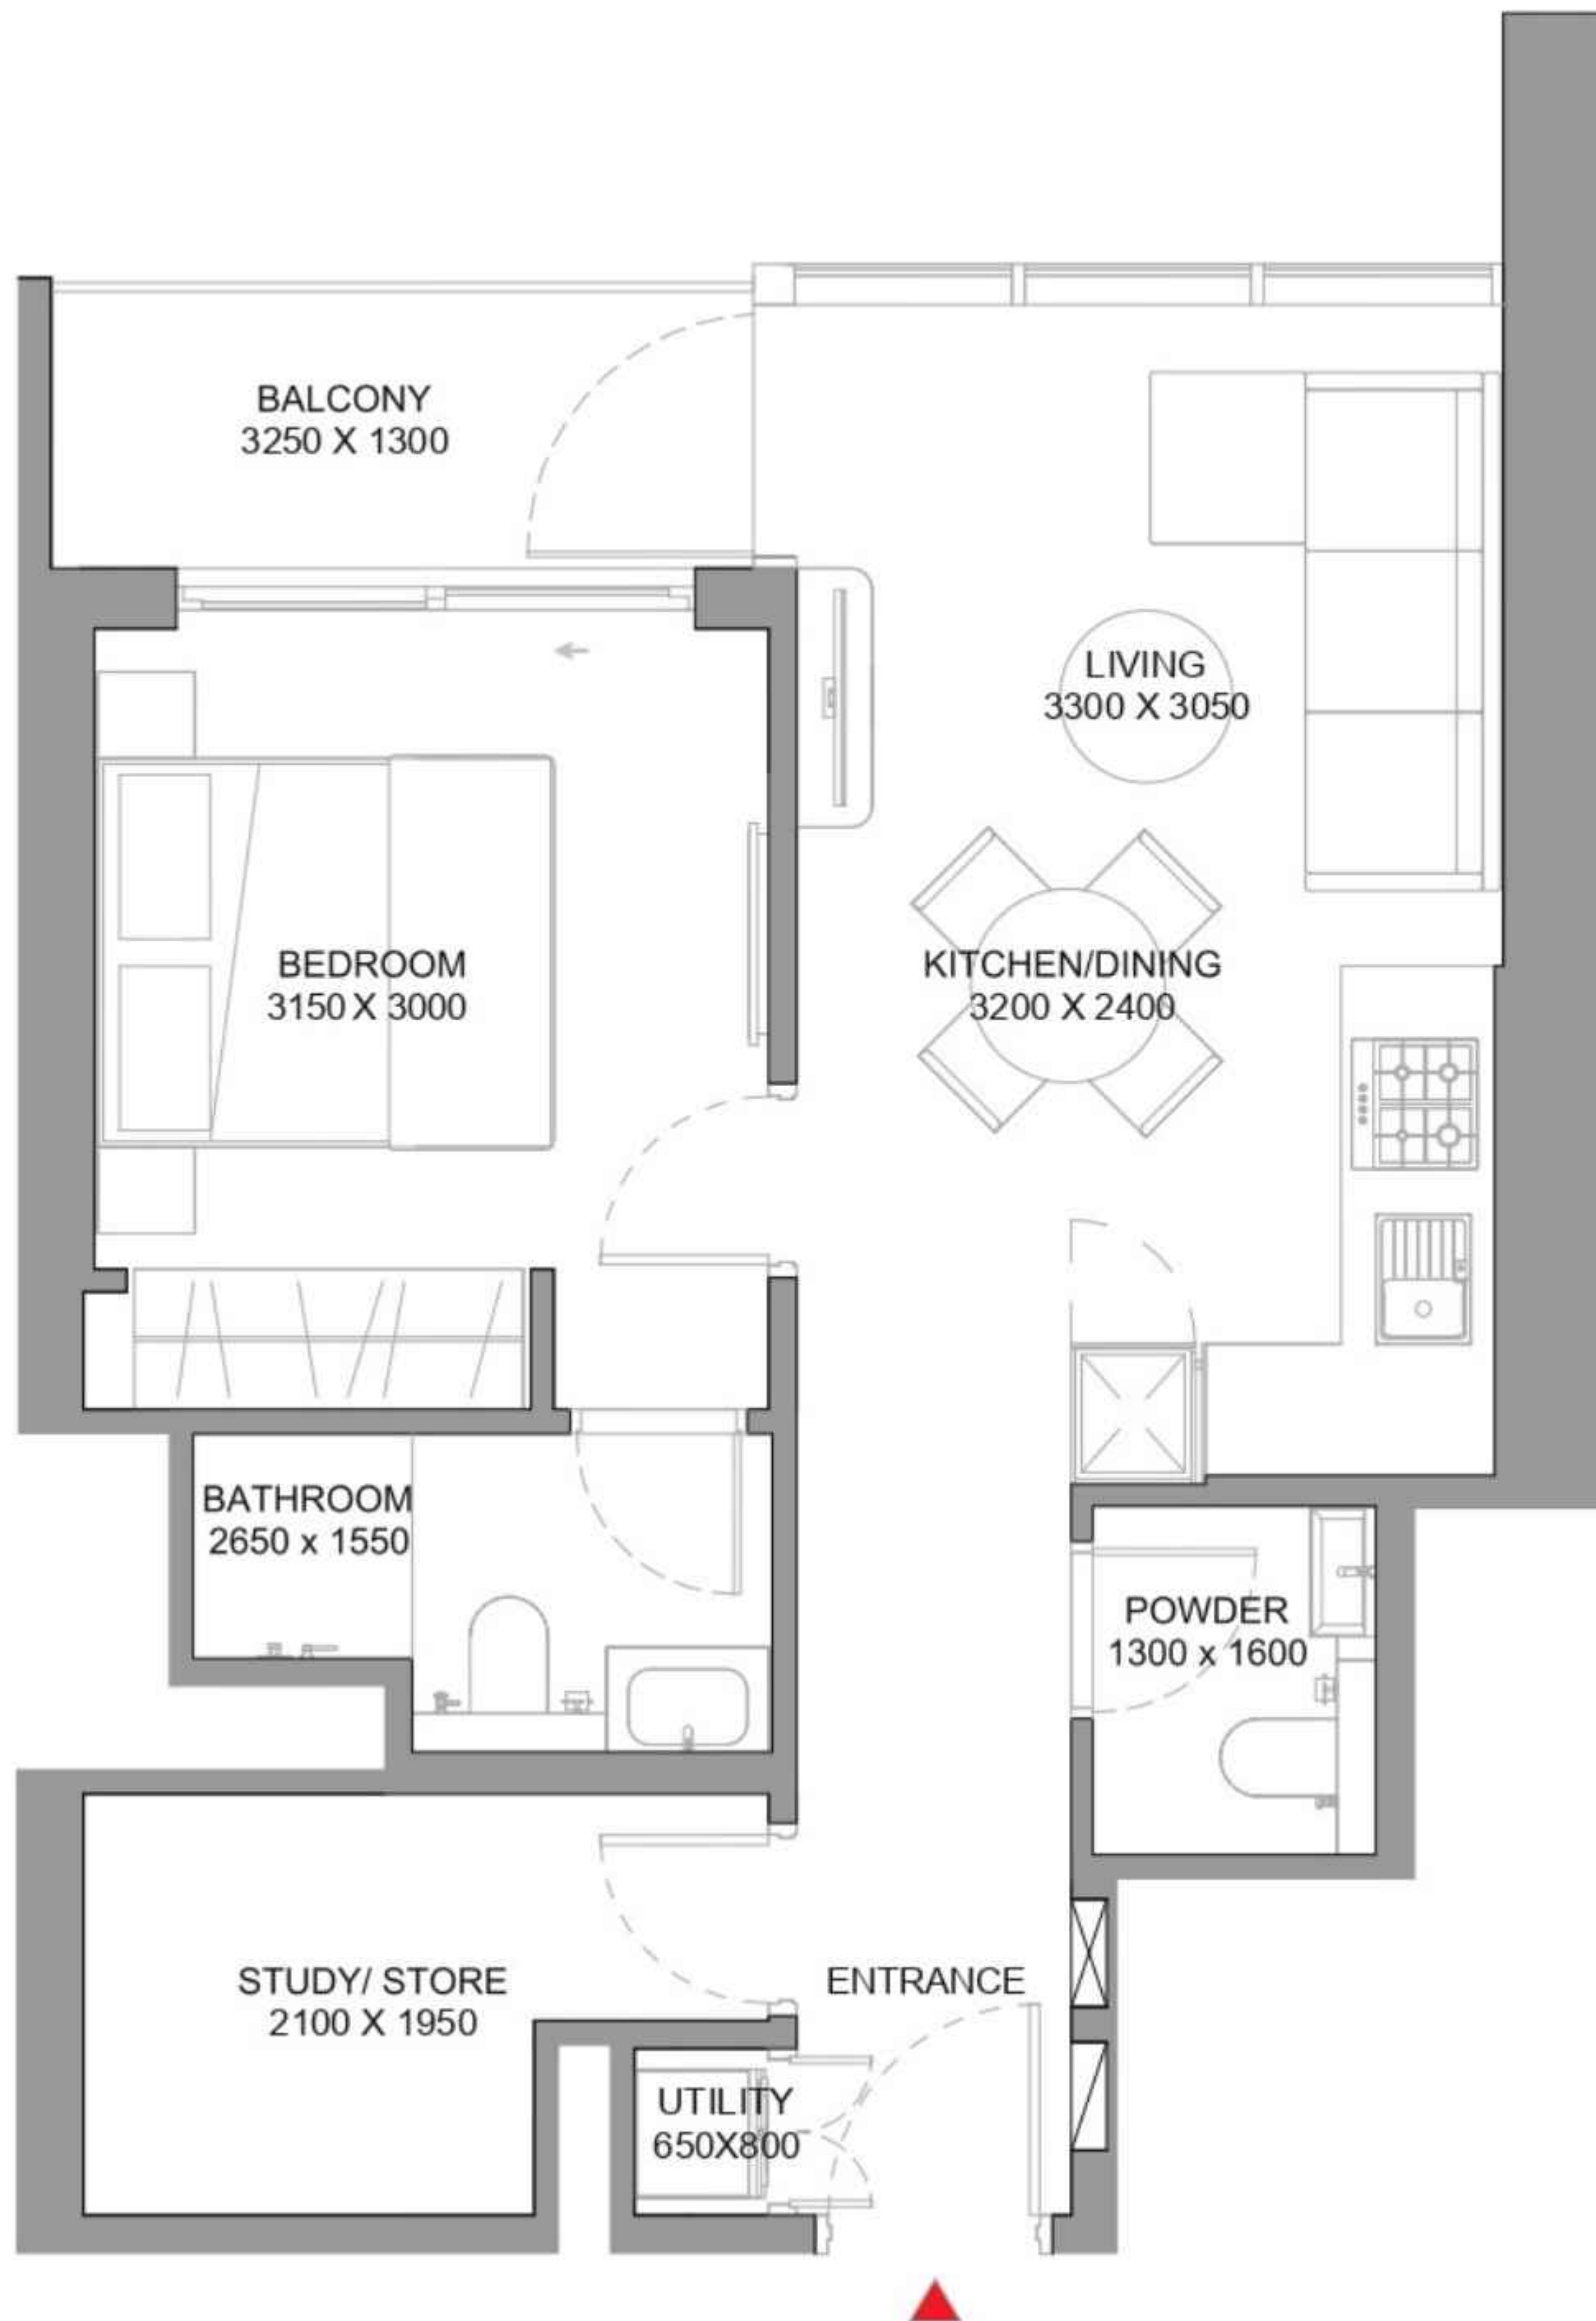 BALCONY
3250 X 1300
LIVING
3300 X 3050
BEDROOM
3150 X 3000
KITCHEN/DINING
3200 X 2400
BATHROOM
2650 x 1550
POWDER
1300 x 1600
STUDY/ STORE
2100 X 1950
ENTRANCE
UTILITY
650X800